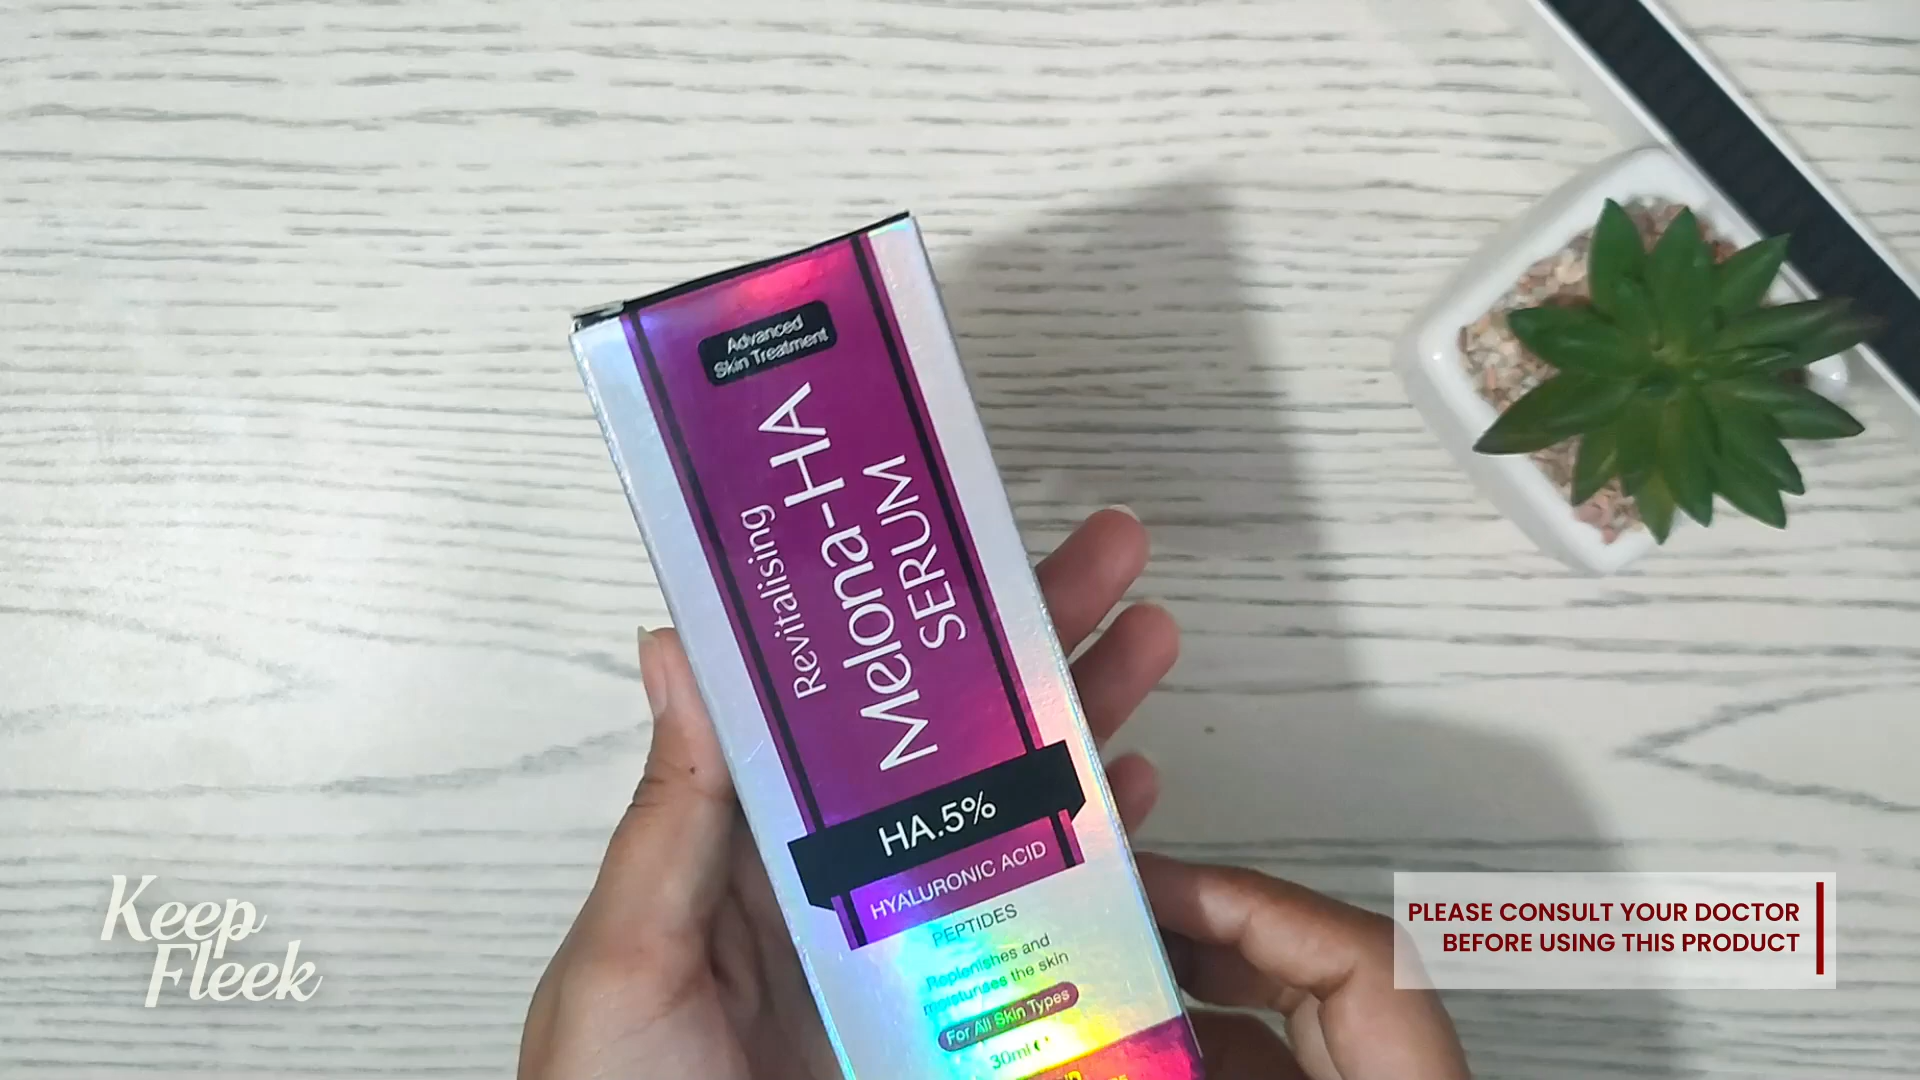 Advanced
Skin Treatment
Revitalising
Melona-HA
SERUM
HA.5%
HYALURONIC ACID
PEPTIDES
Replenishes and
moisturises the skin
For All Skin Types
30ml
Keep
Fleek
PLEASE CONSULT YOUR DOCTOR
BEFORE USING THIS PRODUCT